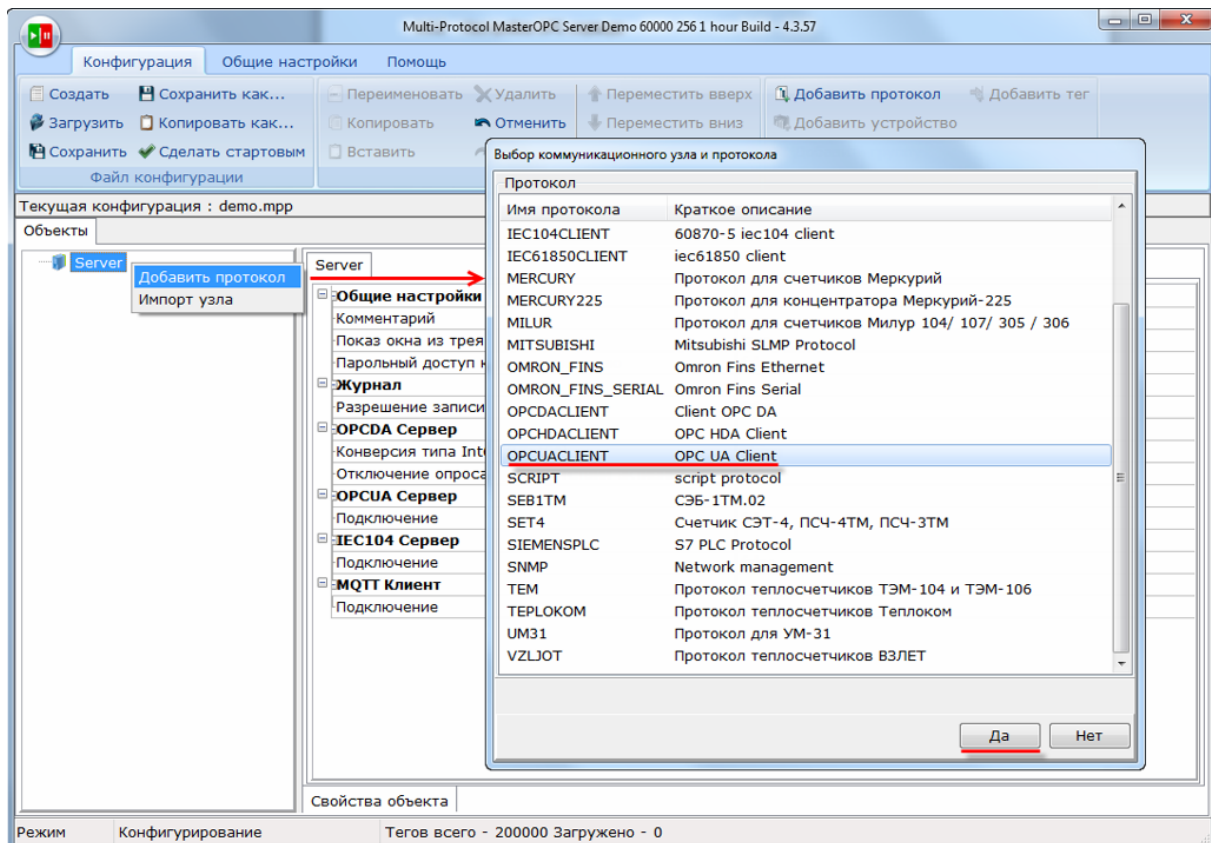 Multi-Protocol MasterOPC Server Demo 60000 256 1 hour Build - 4.3.57
Конфигурация Общие настройки Помощь
Создать Сохранить как... Переименовать Удалить Переместить вверх Добавить протокол Добавить тег
Загрузить Копировать как... Копировать Отменить Переместить вниз Добавить устройство
Сохранить Сделать стартовым Вставить
Файл конфигурации
Текущая конфигурация : demo.mpp
Объекты
Server
Добавить протокол
Импорт узла
Server
Общие настройки
Комментарий
Показ окна из трея
Парольный доступ к
Журнал
Разрешение записи
OPCDA Сервер
Конверсия типа Int
Отключение опроса
OPCUA Сервер
Подключение
IEC104 Сервер
Подключение
MQTT Клиент
Подключение
Выбор коммуникационного узла и протокола
Протокол
Имя протокола Краткое описание
IEC104CLIENT 60870-5 iec104 client
IEC61850CLIENT iec61850 client
MERCURY Протокол для счетчиков Меркурий
MERCURY225 Протокол для концентратора Меркурий-225
MILUR Протокол для счетчиков Милур 104/ 107/ 305 / 306
MITSUBISHI Mitsubishi SLMP Protocol
OMRON_FINS Omron Fins Ethernet
OMRON_FINS_SERIAL Omron Fins Serial
OPCDACLIENT Client OPC DA
OPCHDACLIENT OPC HDA Client
OPCUACLIENT OPC UA Client
SCRIPT script protocol
SEB1TM СЭБ-1ТМ.02
SET4 Счетчик СЭТ-4, ПСЧ-4ТМ, ПСЧ-3ТМ
SIEMENSPLC S7 PLC Protocol
SNMP Network management
TEM Протокол теплосчетчиков ТЭМ-104 и ТЭМ-106
TEPLOKOM Протокол теплосчетчиков Теплоком
UM31 Протокол для УМ-31
VZLJOT Протокол теплосчетчиков ВЗЛЕТ
Да Нет
Свойства объекта
Режим Конфигурирование Тегов всего - 200000 Загружено - 0